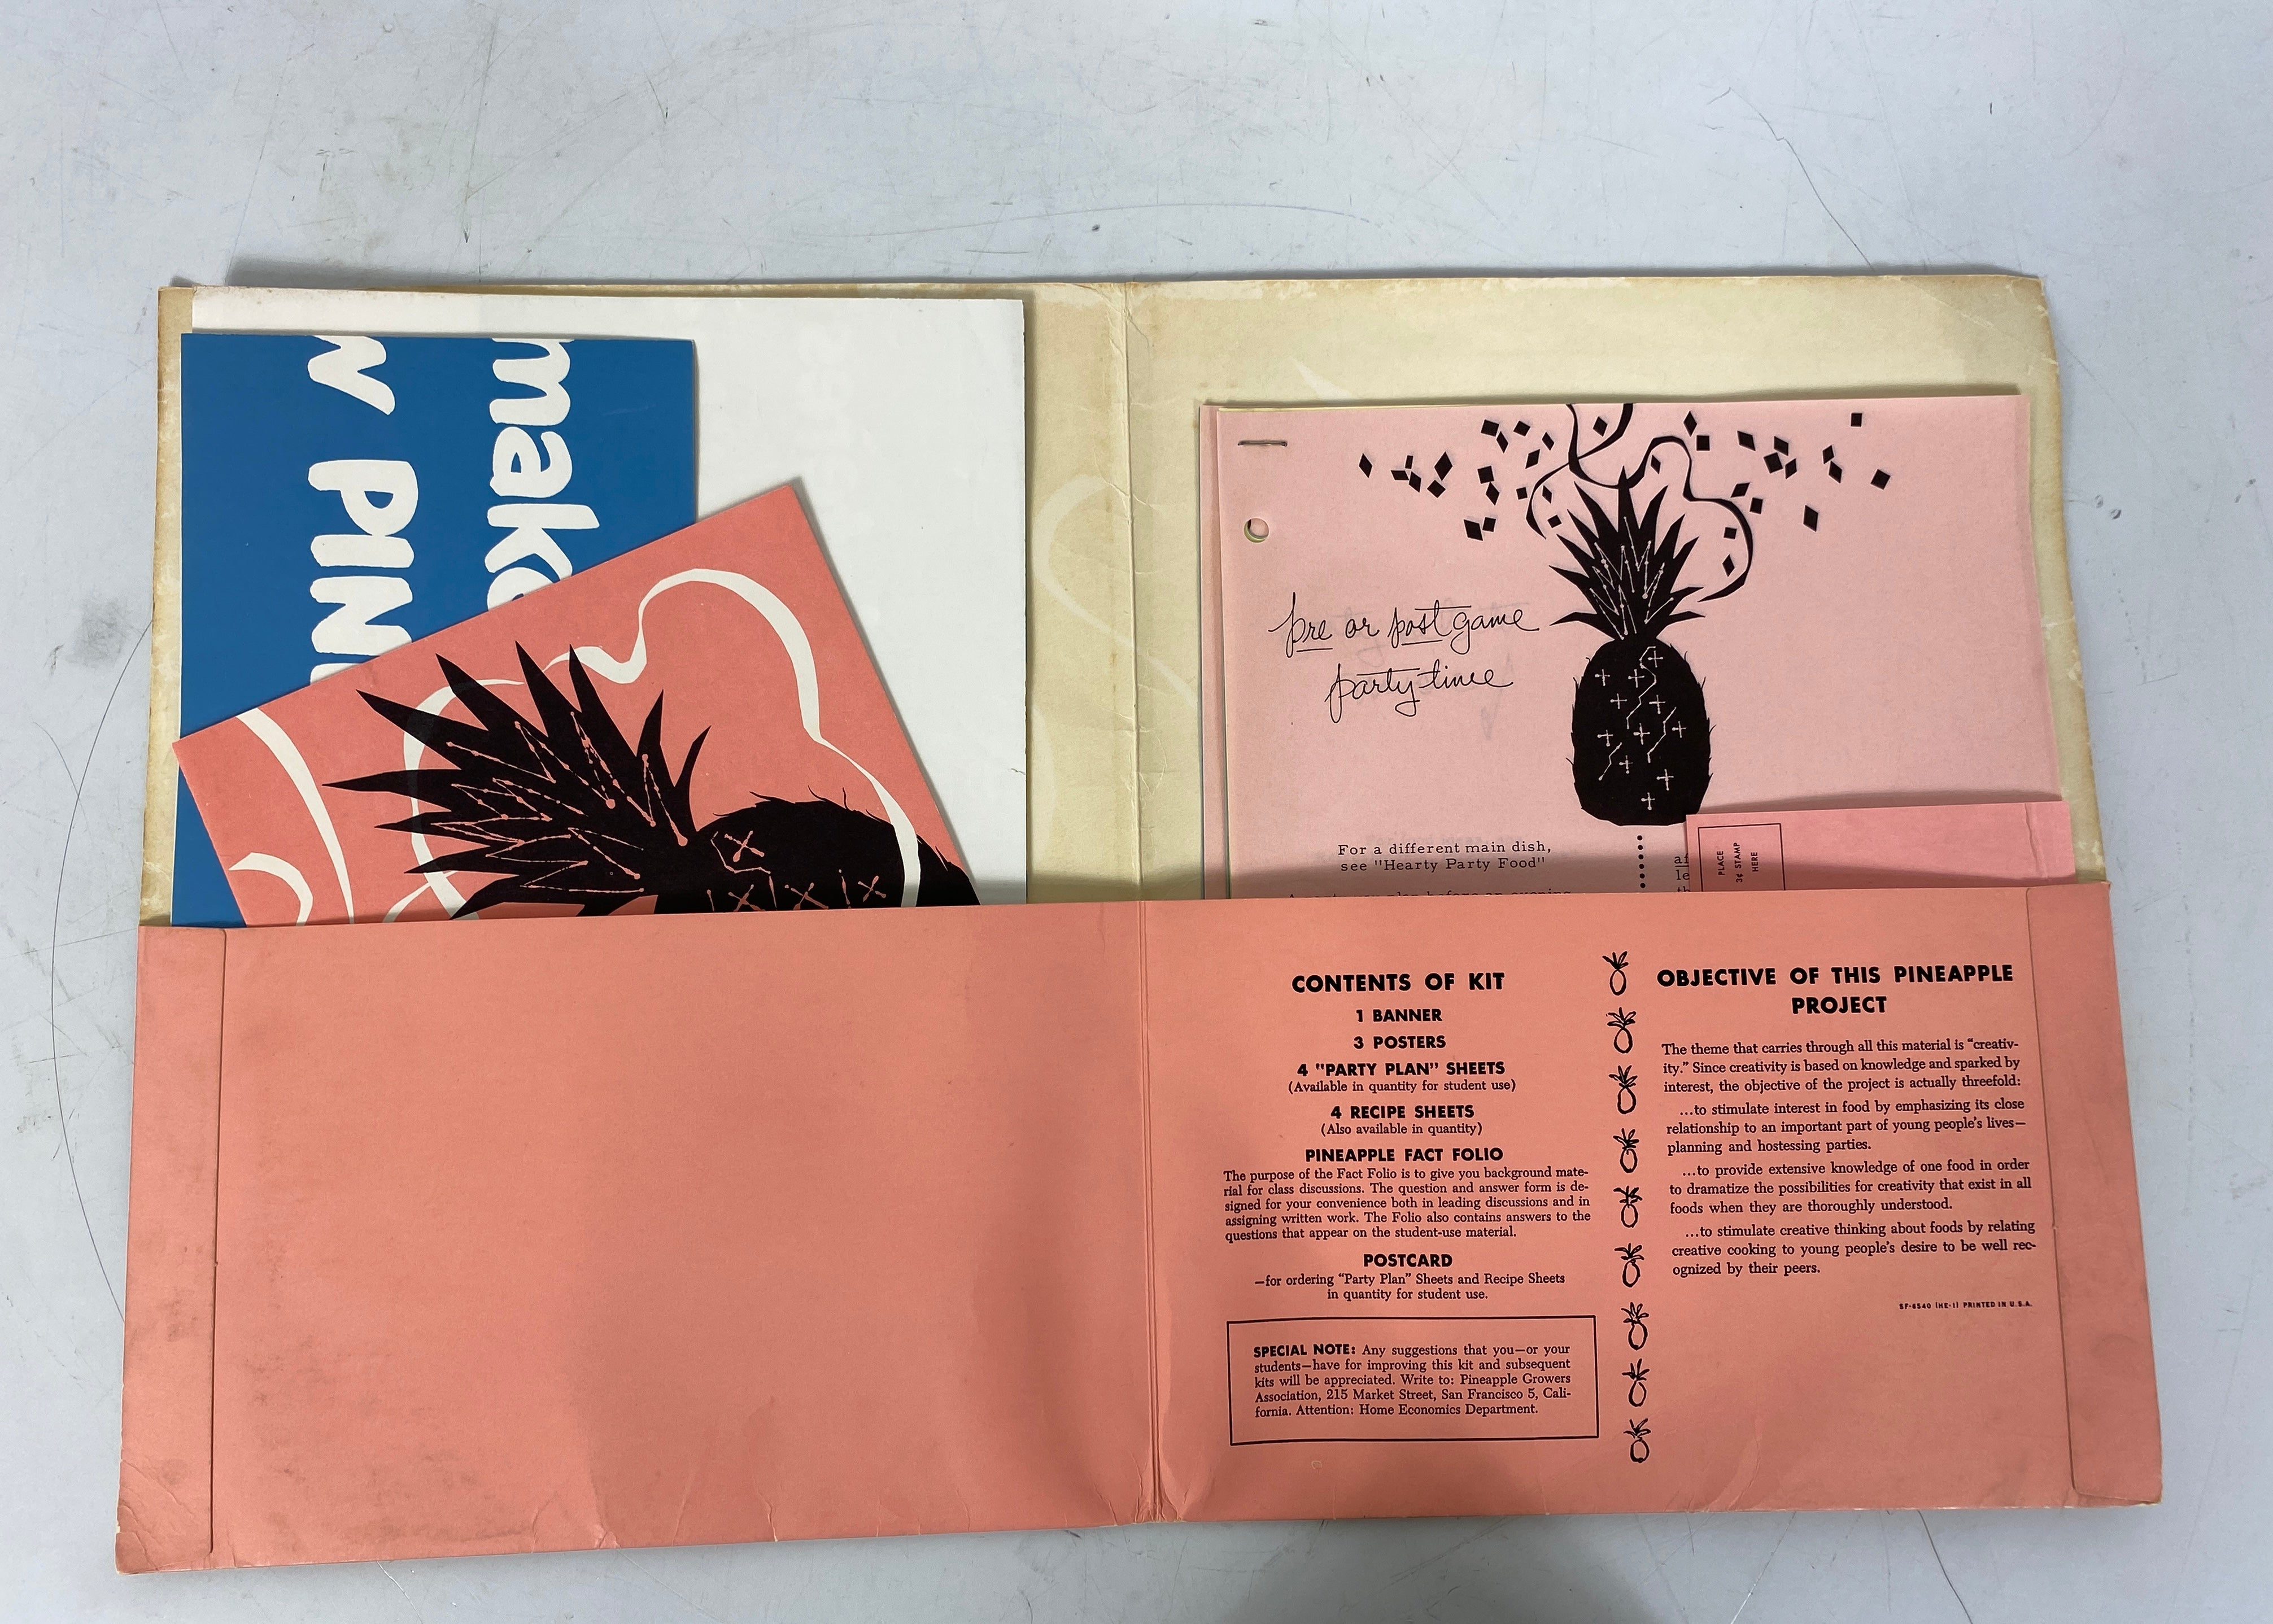 make
PIN
pre or post game
party time
For a different main dish,
see "Hearty Party Food"
PLACE
3¢ STAMP
HERE
CONTENTS OF KIT
1 BANNER
3 POSTERS
4 "PARTY PLAN" SHEETS
(Available in quantity for student use)
4 RECIPE SHEETS
(Also available in quantity)
PINEAPPLE FACT FOLIO
The purpose of the Fact Folio is to give you background mate-
rial for class discussions. The question and answer form is de-
signed for your convenience both in leading discussions and in
assigning written work. The Folio also contains answers to the
questions that appear on the student-use material.
POSTCARD
—for ordering "Party Plan" Sheets and Recipe Sheets
in quantity for student use.
SPECIAL NOTE: Any suggestions that you—or your
students—have for improving this kit and subsequent
kits will be appreciated. Write to: Pineapple Growers
Association, 215 Market Street, San Francisco 5, Cali-
fornia. Attention: Home Economics Department.
OBJECTIVE OF THIS PINEAPPLE
PROJECT
The theme that carries through all this material is "creativ-
ity." Since creativity is based on knowledge and sparked by
interest, the objective of the project is actually threefold:
...to stimulate interest in food by emphasizing its close
relationship to an important part of young people's lives—
planning and hostessing parties.
...to provide extensive knowledge of one food in order
to dramatize the possibilities for creativity that exist in all
foods when they are thoroughly understood.
...to stimulate creative thinking about foods by relating
creative cooking to young people's desire to be well rec-
ognized by their peers.
SF-6540 (HE-1) PRINTED IN U.S.A.